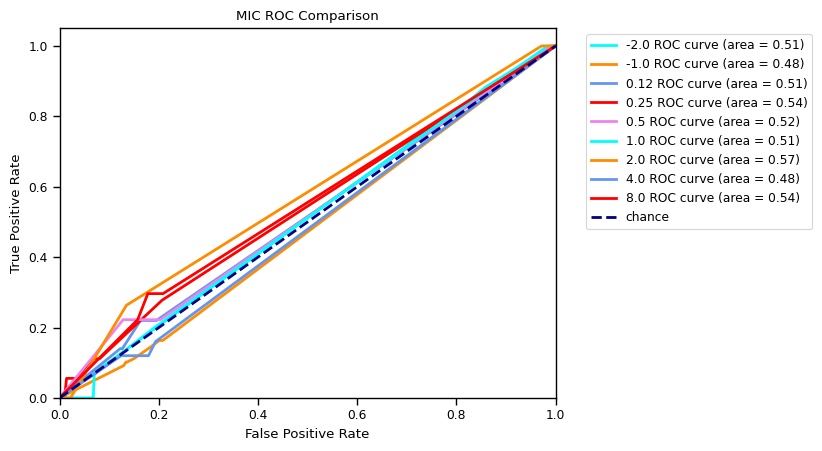 MIC ROC Comparison
True Positive Rate
1.0
0.8
0.6
0.4
0.2
0.0
0.0 0.2 0.4 0.6 0.8 1.0
False Positive Rate
-2.0 ROC curve (area = 0.51)
-1.0 ROC curve (area = 0.48)
0.12 ROC curve (area = 0.51)
0.25 ROC curve (area = 0.54)
0.5 ROC curve (area = 0.52)
1.0 ROC curve (area = 0.51)
2.0 ROC curve (area = 0.57)
4.0 ROC curve (area = 0.48)
8.0 ROC curve (area = 0.54)
chance